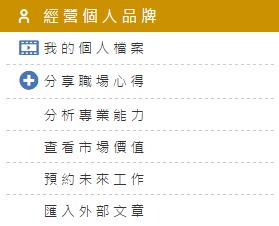 經營個人品牌
我的個人檔案
分享職場心得
分析專業能力
查看市場價值
預約未來工作
匯入外部文章